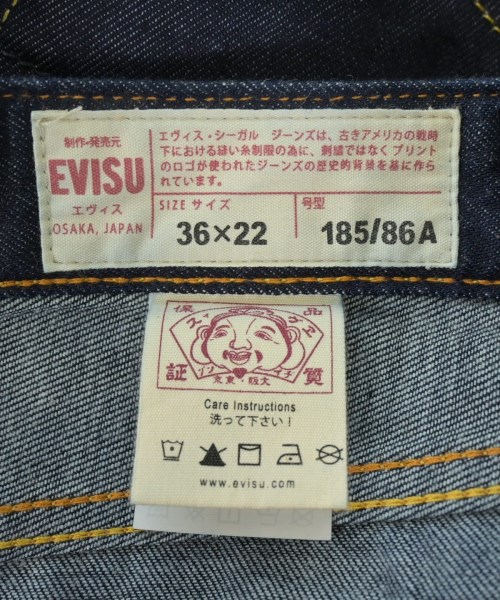 制作・発売元
EVISU
エヴィス
OSAKA, JAPAN
エヴィス・シーガル ジーンズは、古きアメリカの戦時
下における縫い糸制限の為に、刺繍ではなくプリント
のロゴが使われたジーンズの歴史的背景を基に作ら
れています。
SIZE サイズ
36×22
号型
185/86A
保 品
証 質
大・阪・東・京
Care Instructions
洗って下さい!
www.evisu.com